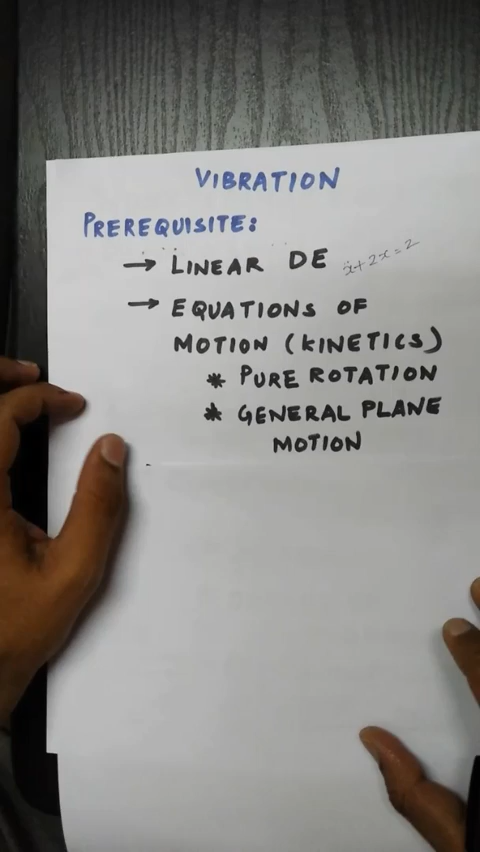 VIBRATION
PREREQUISITE:
→ LINEAR DE ẍ+2x=2
→ EQUATIONS OF
MOTION (KINETICS)
* PURE ROTATION
* GENERAL PLANE
MOTION